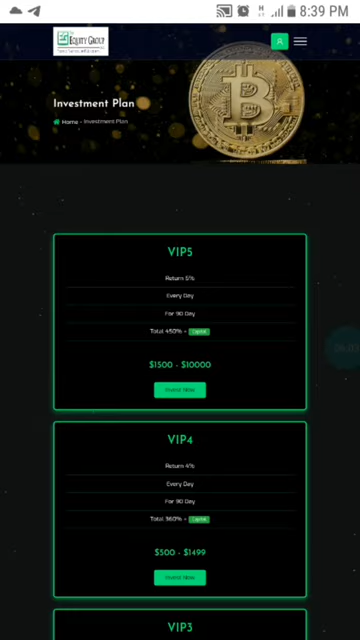 8:39 PM
EQUITY GROUP
Investment Plan
Home - Investment Plan
VIP5
Return 5%
Every Day
For 90 Day
Total 450% + Capital
$1500 - $10000
Invest Now
VIP4
Return 4%
Every Day
For 90 Day
Total 360% + Capital
$500 - $1499
Invest Now
VIP3